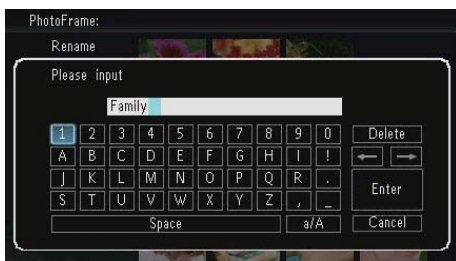 PhotoFrame:
Rename
Please input
Family
1 2 3 4 5 6 7 8 9 0 Delete
A B C D E F G H I ! ← →
J K L M N O P Q R . Enter
S T U V W X Y Z , _
Space a/A Cancel